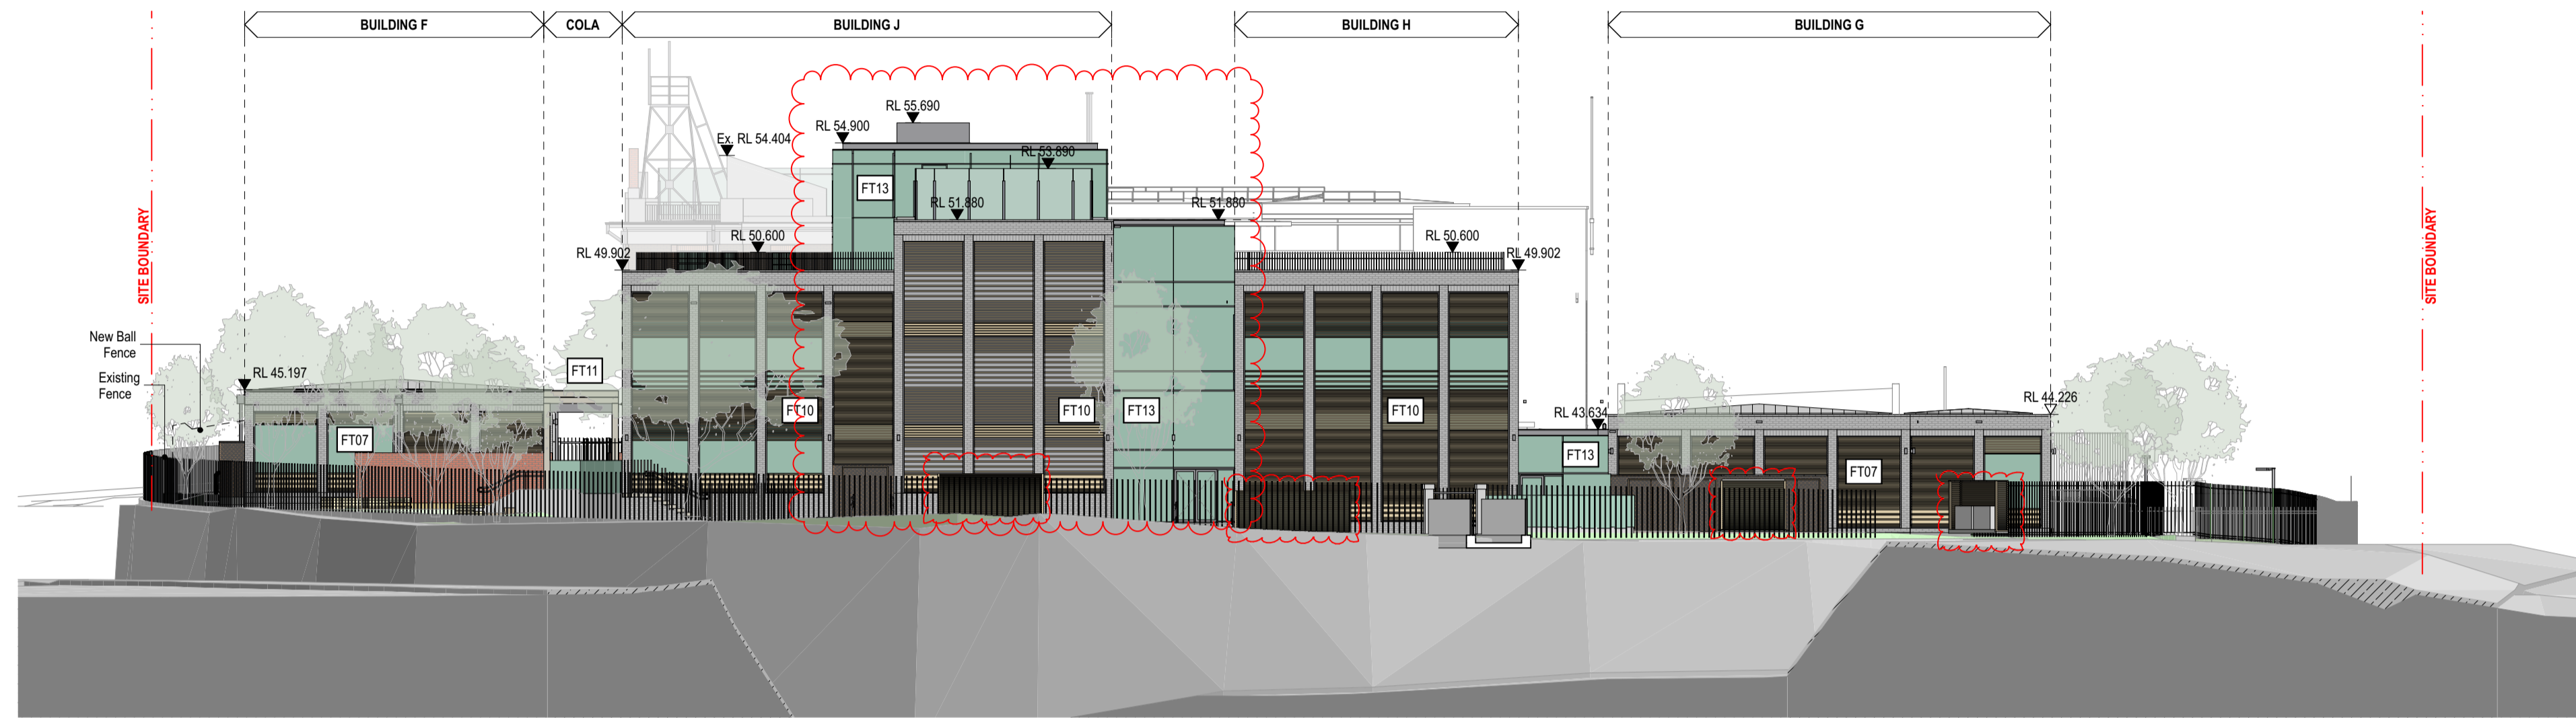 BUILDING F
COLA
BUILDING J
BUILDING H
BUILDING G
RL 55.690
RL 54.900
Ex. RL 54.404
RL 53.890
FT13
RL 51.880
RL 51.880
SITE BOUNDARY
SITE BOUNDARY
RL 50.600
RL 50.600
RL 49.902
RL 49.902
New Ball
Fence
Existing
Fence
RL 45.197
FT11
RL 44.226
RL 43.634
FT10
FT10
FT13
FT10
FT07
FT13
FT07